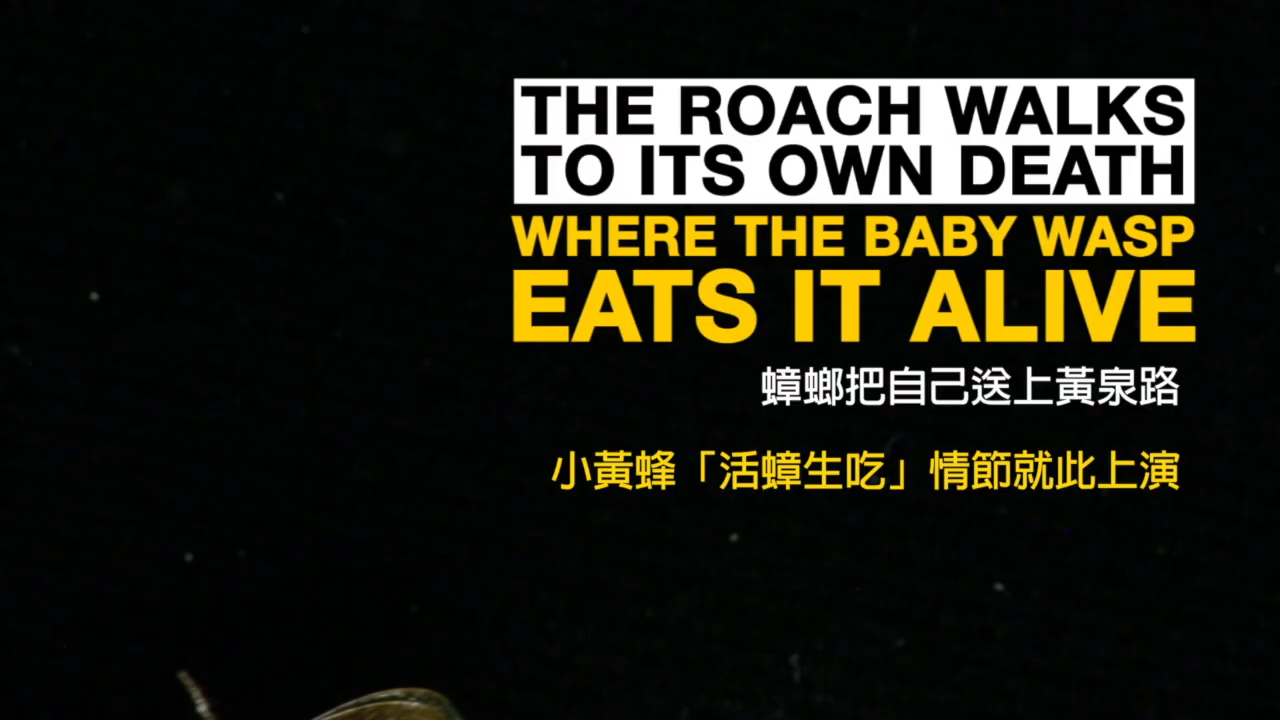 THE ROACH WALKS
TO ITS OWN DEATH
WHERE THE BABY WASP
EATS IT ALIVE
蟑螂把自己送上黃泉路
小黃蜂「活蟑生吃」情節就此上演